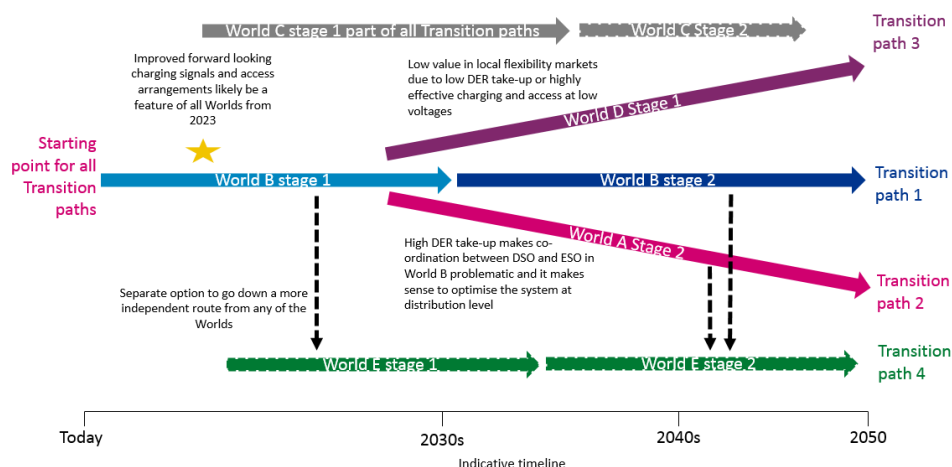 World C stage 1 part of all Transition paths
World C Stage 2
Transition
path 3
Improved forward looking
charging signals and access
arrangements likely be a
feature of all Worlds from
2023
Low value in local flexibility markets
due to low DER take-up or highly
effective charging and access at low
voltages
World D Stage 1
Starting
point for all
Transition
paths
World B stage 1
World B stage 2
Transition
path 1
World A Stage 2
High DER take-up makes co-
ordination between DSO and ESO in
World B problematic and it makes
sense to optimise the system at
distribution level
Separate option to go down a more
independent route from any of the
Worlds
Transition
path 2
World E stage 1
World E stage 2
Transition
path 4
Today
2030s
2040s
2050
Indicative timeline